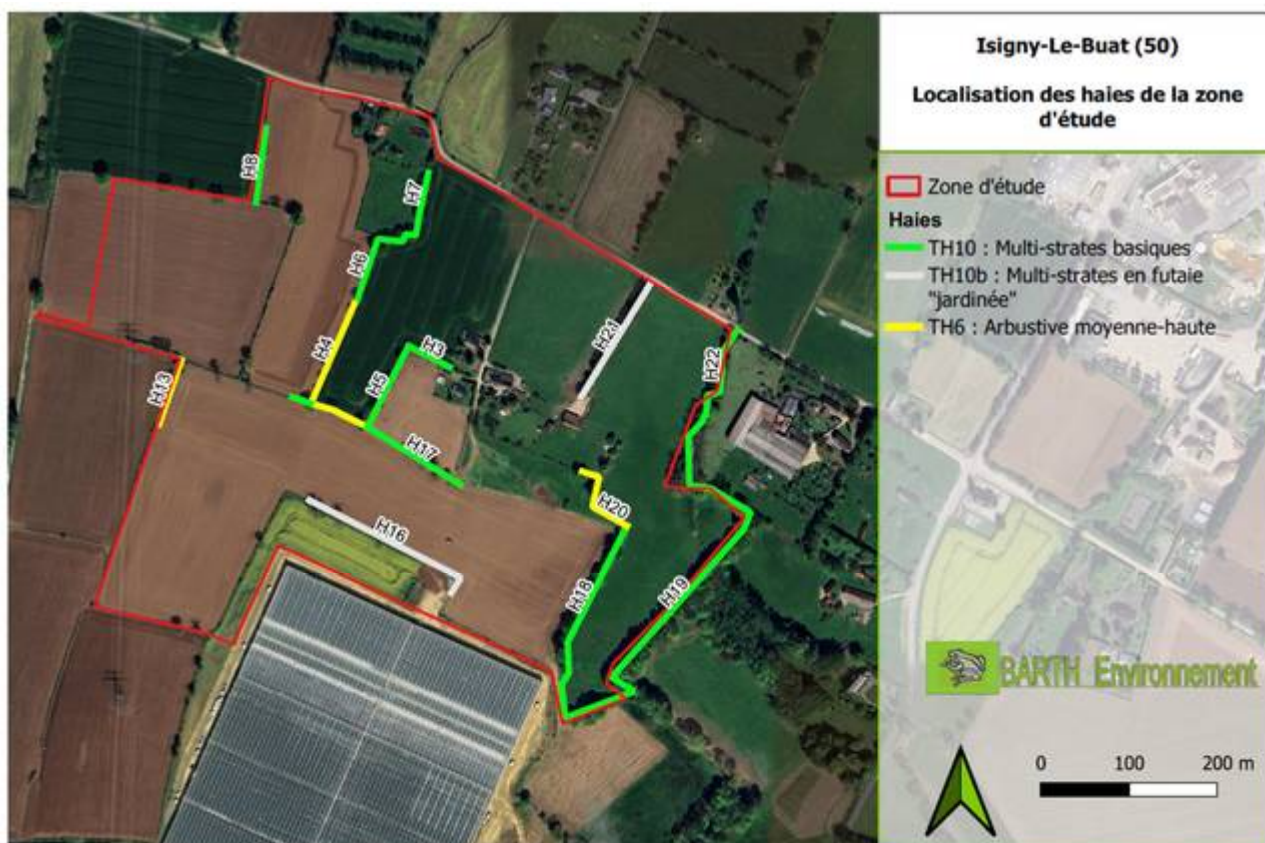 Isigny-Le-Buat (50)
Localisation des haies de la zone
d'étude
Zone d'étude
Haies
TH10 : Multi-strates basiques
TH10b : Multi-strates en futaie
"jardinée"
TH6 : Arbustive moyenne-haute
BARTH Environnement
0 100 200 m
H8
H7
H6
H4
H3
H5
H13
H17
H16
H21
H22
H20
H18
H19